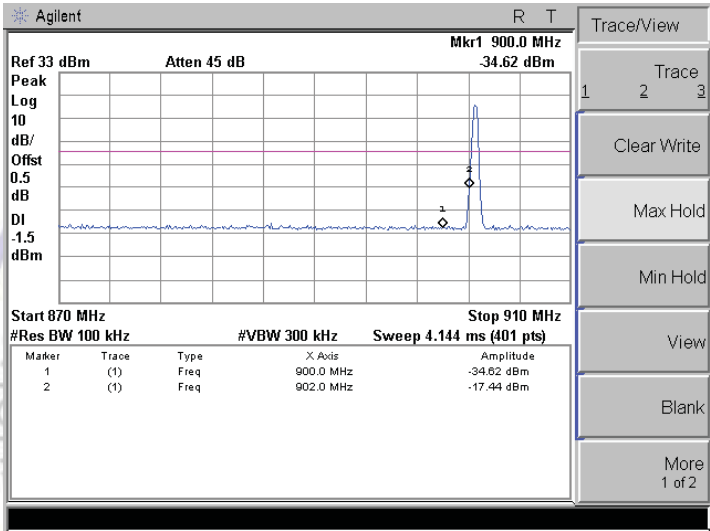 Agilent R T
Mkr1 900.0 MHz
Ref 33 dBm Atten 45 dB -34.62 dBm
Peak
Log
10
dB/
Offst
0.5
dB
DI
-1.5
dBm
1
2
Start 870 MHz Stop 910 MHz
#Res BW 100 kHz #VBW 300 kHz Sweep 4.144 ms (401 pts)
Marker Trace Type X Axis Amplitude
1 (1) Freq 900.0 MHz -34.62 dBm
2 (1) Freq 902.0 MHz -17.44 dBm
Trace/View
Trace
1 2 3
Clear Write
Max Hold
Min Hold
View
Blank
More
1 of 2